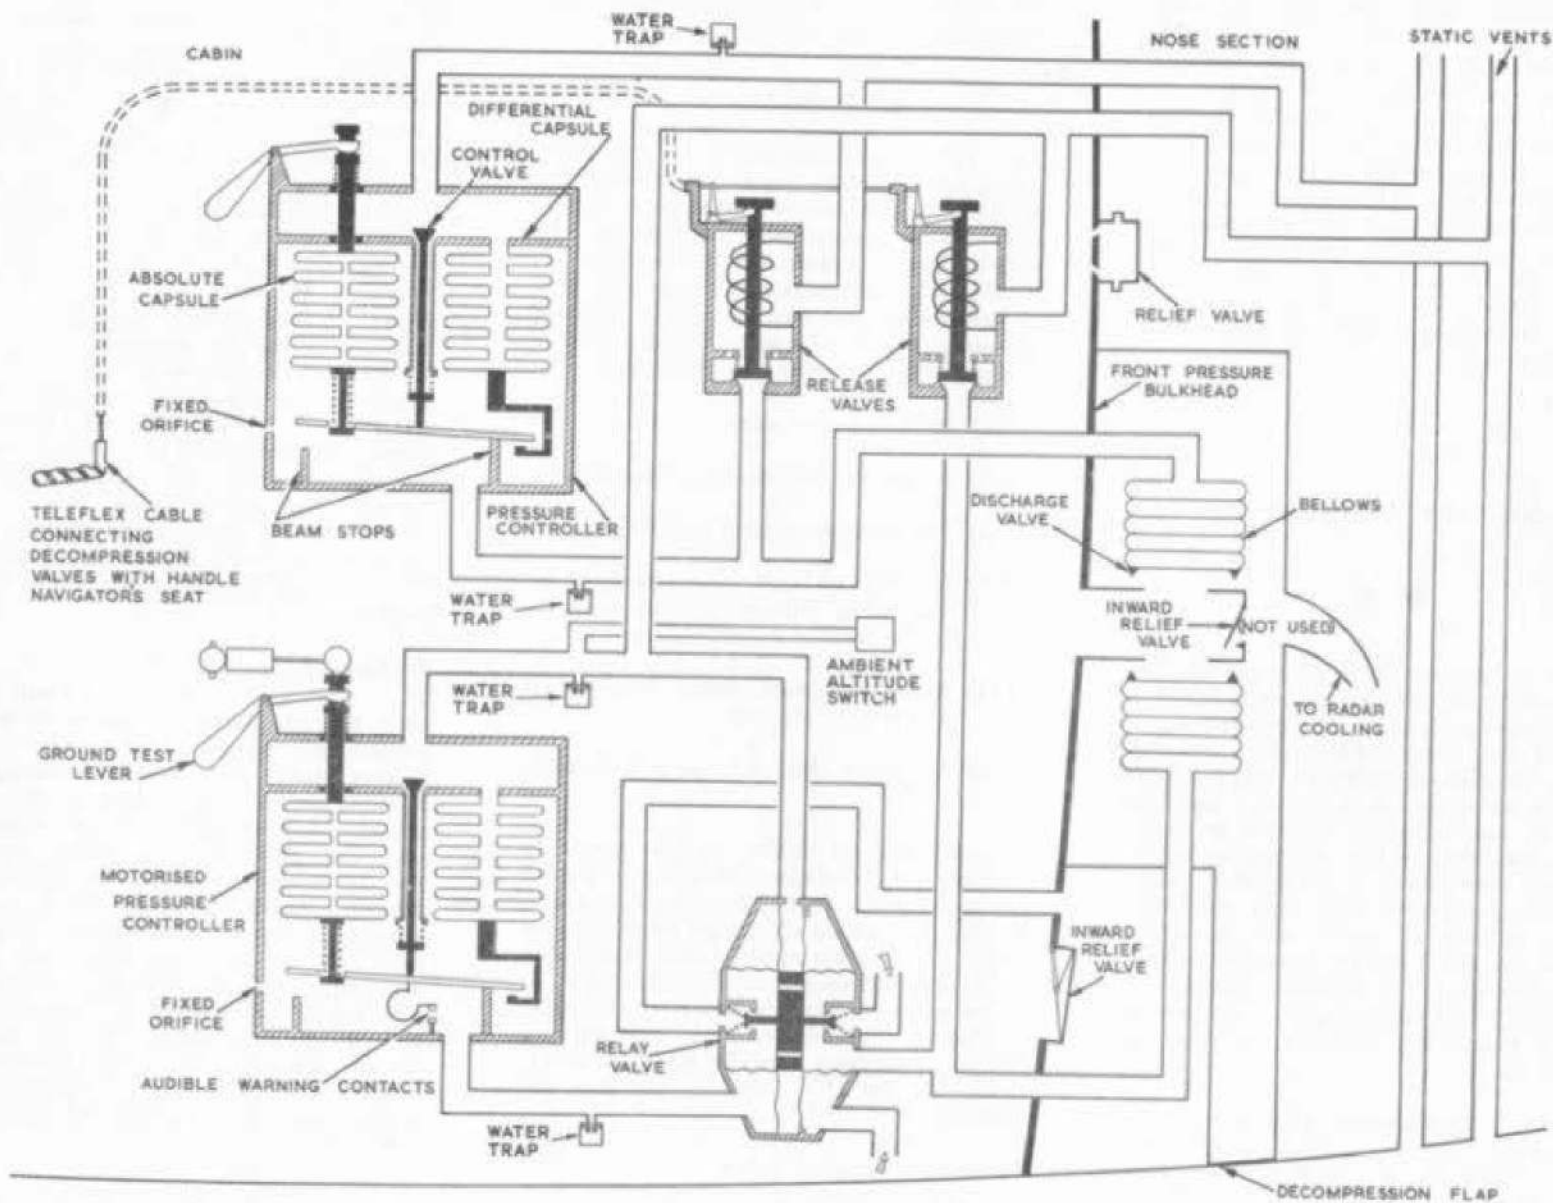 WATER
TRAP
CABIN
NOSE SECTION
STATIC VENTS
DIFFERENTIAL
CAPSULE
CONTROL
VALVE
ABSOLUTE
CAPSULE
RELIEF VALVE
FRONT PRESSURE
BULKHEAD
RELEASE
VALVES
FIXED
ORIFICE
TELEFLEX CABLE
CONNECTING
DECOMPRESSION
VALVES WITH HANDLE
NAVIGATORS SEAT
BEAM STOPS
PRESSURE
CONTROLLER
DISCHARGE
VALVE
BELLOWS
WATER
TRAP
INWARD
RELIEF
VALVE
(NOT USED)
AMBIENT
ALTITUDE
SWITCH
WATER
TRAP
TO RADAR
COOLING
GROUND TEST
LEVER
MOTORISED
PRESSURE
CONTROLLER
INWARD
RELIEF
VALVE
FIXED
ORIFICE
RELAY
VALVE
AUDIBLE WARNING CONTACTS
WATER
TRAP
DECOMPRESSION FLAP